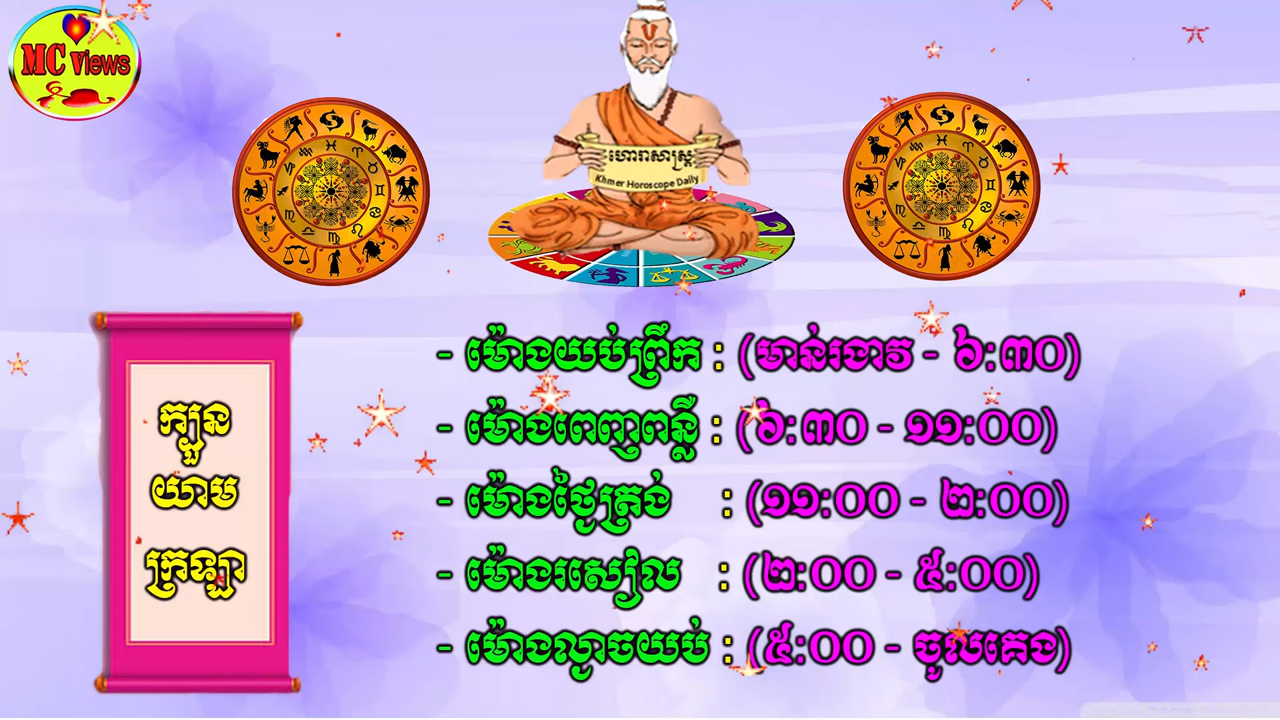 MC Views
ហោរាសាស្ត្រ
Khmer Horoscope Daily
ក្បួន
យាម
ក្រឡា
- ម៉ោងយប់ព្រឹក : (មាន់រងាវ - ៦:៣០)
- ម៉ោងពេញពន្លឺ : (៦:៣០ - ១១:០០)
- ម៉ោងថ្ងៃត្រង់ : (១១:០០ - ២:០០)
- ម៉ោងរសៀល : (២:០០ - ៥:០០)
- ម៉ោងល្ងាចយប់ : (៥:០០ - ចូលគេង)